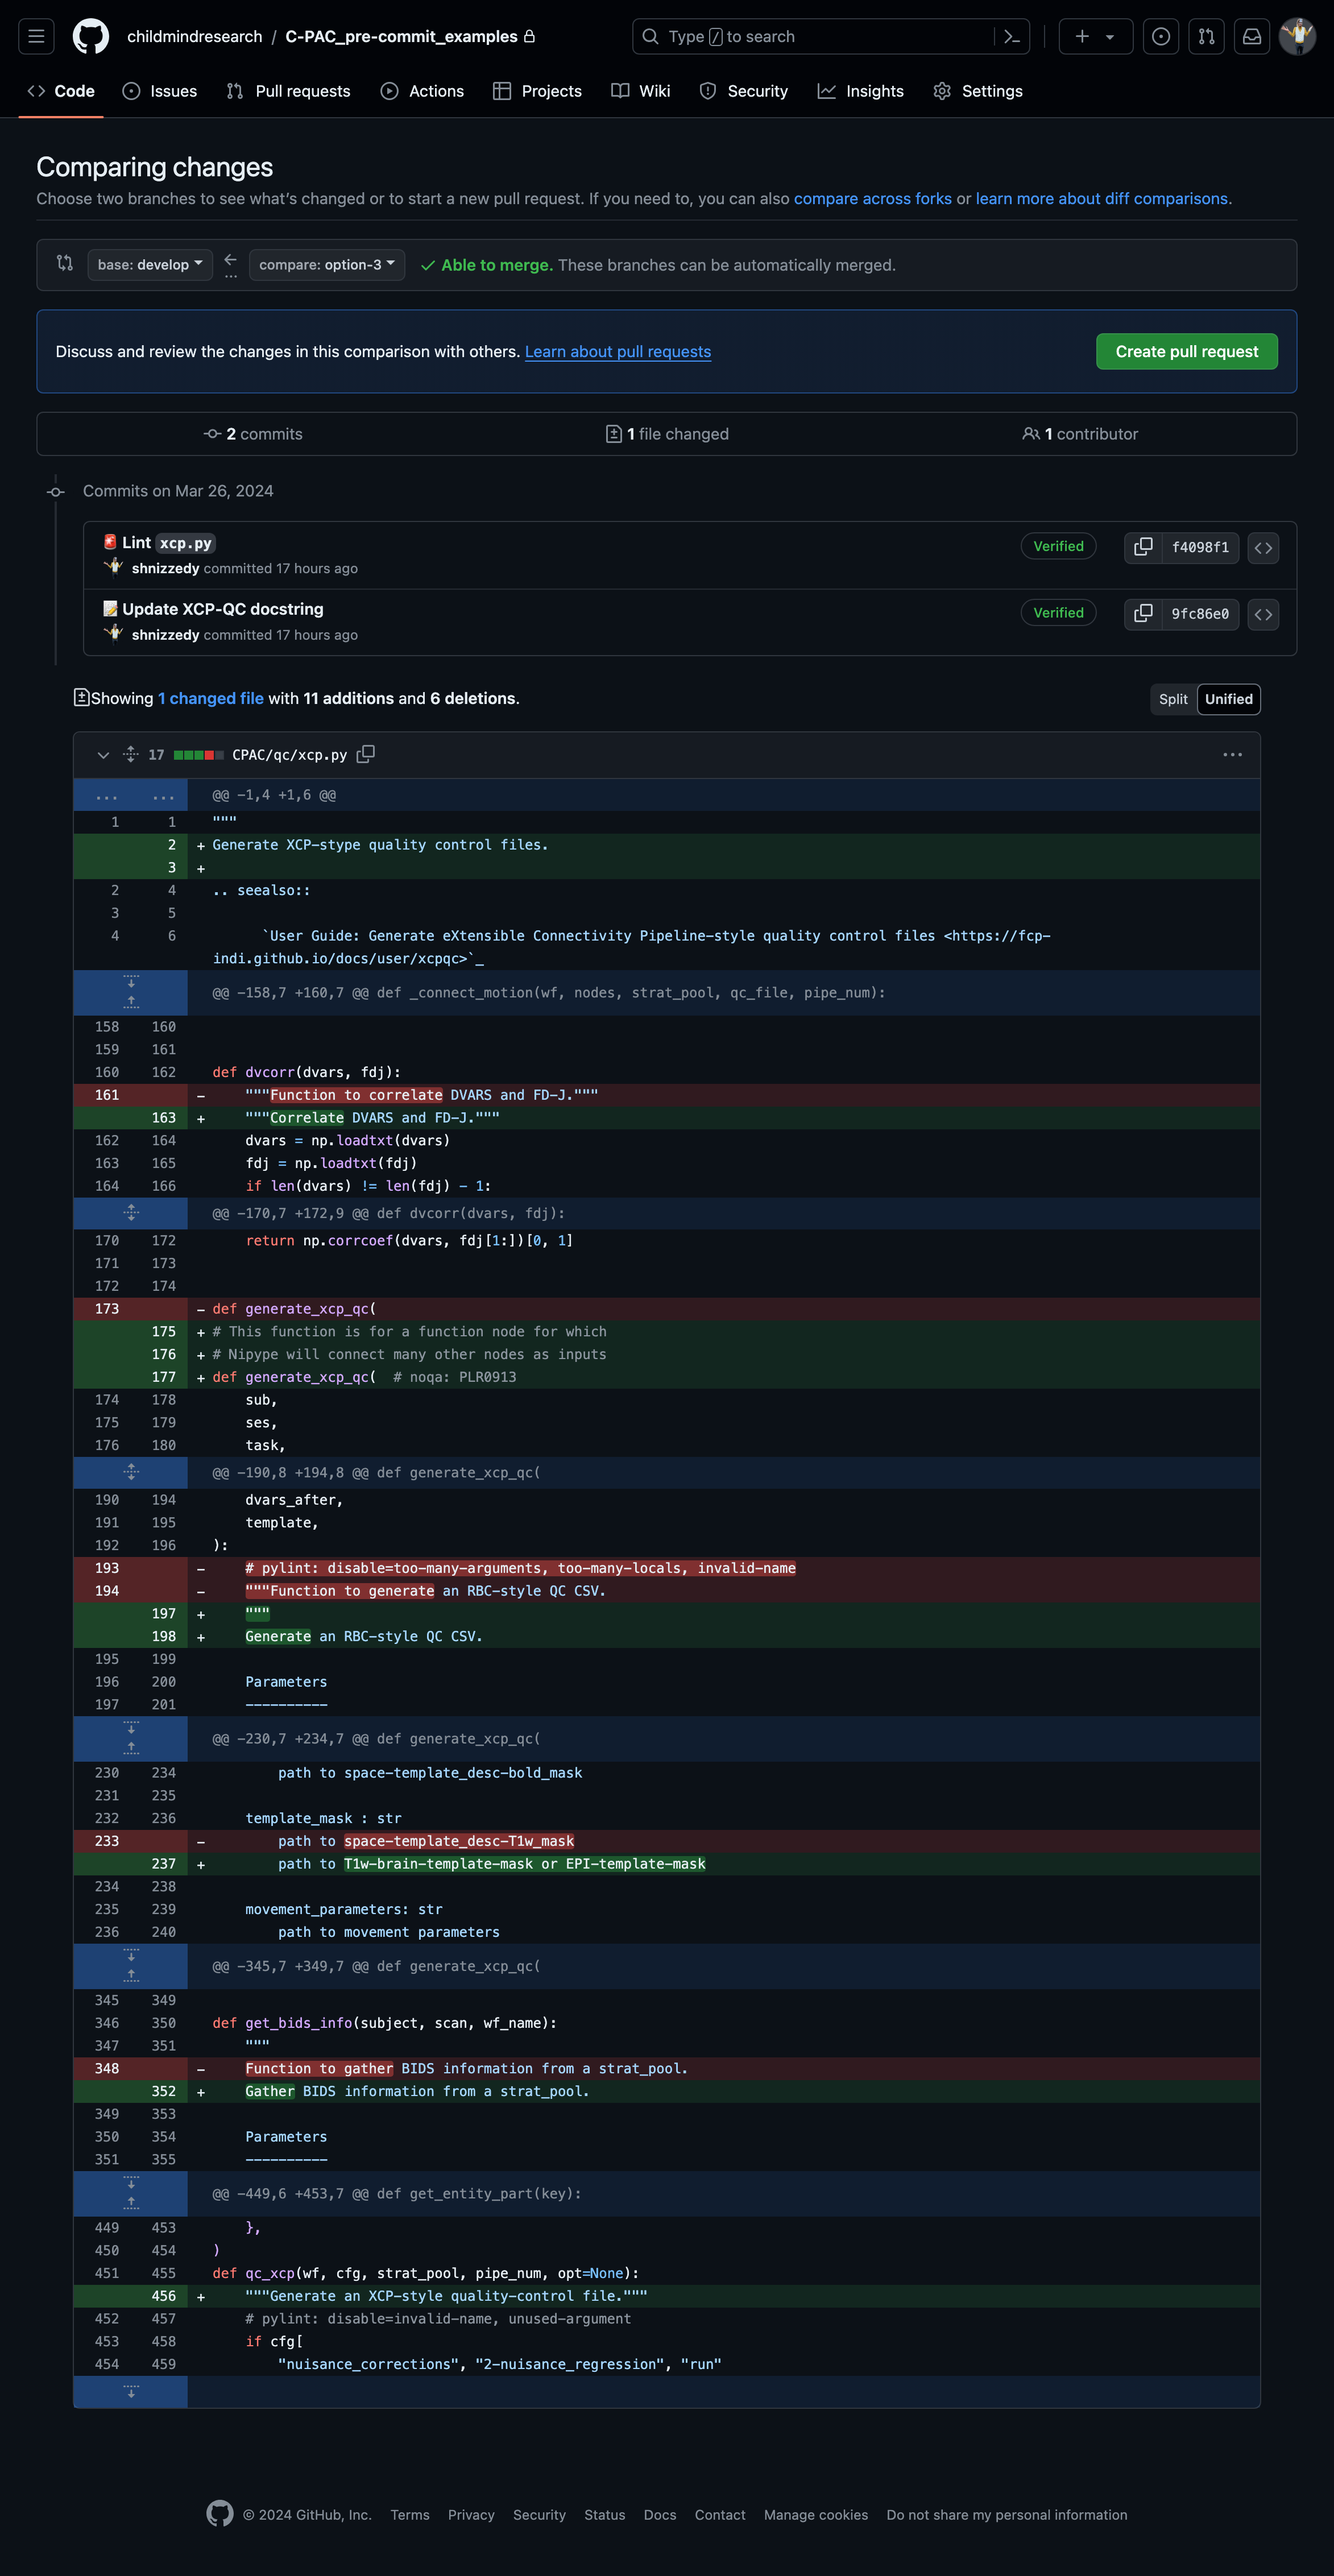 childmindresearch / C-PAC_pre-commit_examples
Type / to search
Code Issues Pull requests Actions Projects Wiki Security Insights Settings
Comparing changes
Choose two branches to see what's changed or to start a new pull request. If you need to, you can also compare across forks or learn more about diff comparisons.
base: develop ... compare: option-3 Able to merge. These branches can be automatically merged.
Discuss and review the changes in this comparison with others. Learn about pull requests Create pull request
2 commits 1 file changed 1 contributor
Commits on Mar 26, 2024
🚨 Lint xcp.py Verified f4098f1
shnizzedy committed 17 hours ago
📝 Update XCP-QC docstring Verified 9fc86e0
shnizzedy committed 17 hours ago
Showing 1 changed file with 11 additions and 6 deletions. Split Unified
17 CPAC/qc/xcp.py
... ... @@ -1,4 +1,6 @@
1 1 """
2 + Generate XCP-stype quality control files.
3 +
2 4 .. seealso::
3 5
4 6 `User Guide: Generate eXtensible Connectivity Pipeline-style quality control files <https://fcp-
indi.github.io/docs/user/xcpqc>`_
@@ -158,7 +160,7 @@ def _connect_motion(wf, nodes, strat_pool, qc_file, pipe_num):
158 160
159 161
160 162 def dvcorr(dvars, fdj):
161 - """Function to correlate DVARS and FD-J."""
163 + """Correlate DVARS and FD-J."""
162 164 dvars = np.loadtxt(dvars)
163 165 fdj = np.loadtxt(fdj)
164 166 if len(dvars) != len(fdj) - 1:
@@ -170,7 +172,9 @@ def dvcorr(dvars, fdj):
170 172 return np.corrcoef(dvars, fdj[1:])[0, 1]
171 173
172 174
173 - def generate_xcp_qc(
175 + # This function is for a function node for which
176 + # Nipype will connect many other nodes as inputs
177 + def generate_xcp_qc(  # noqa: PLR0913
174 178 sub,
175 179 ses,
176 180 task,
@@ -190,8 +194,8 @@ def generate_xcp_qc(
190 194 dvars_after,
191 195 template,
192 196 ):
193 - # pylint: disable=too-many-arguments, too-many-locals, invalid-name
194 - """Function to generate an RBC-style QC CSV.
197 + """
198 + Generate an RBC-style QC CSV.
195 199
196 200 Parameters
197 201 ----------
@@ -230,7 +234,7 @@ def generate_xcp_qc(
230 234 path to space-template_desc-bold_mask
231 235
232 236 template_mask : str
233 - path to space-template_desc-T1w_mask
237 + path to T1w-brain-template-mask or EPI-template-mask
234 238
235 239 movement_parameters: str
236 240 path to movement parameters
@@ -345,7 +349,7 @@ def generate_xcp_qc(
345 349
346 350 def get_bids_info(subject, scan, wf_name):
347 351 """
348 - Function to gather BIDS information from a strat_pool.
352 + Gather BIDS information from a strat_pool.
349 353
350 354 Parameters
351 355 ----------
@@ -449,6 +453,7 @@ def get_entity_part(key):
449 453 },
450 454 )
451 455 def qc_xcp(wf, cfg, strat_pool, pipe_num, opt=None):
456 + """Generate an XCP-style quality-control file."""
452 457 # pylint: disable=invalid-name, unused-argument
453 458 if cfg[
454 459 "nuisance_corrections", "2-nuisance_regression", "run"
© 2024 GitHub, Inc. Terms Privacy Security Status Docs Contact Manage cookies Do not share my personal information